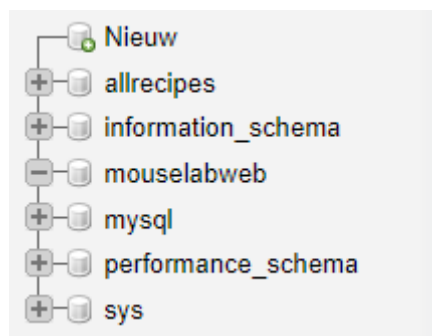 Nieuw
allrecipes
information_schema
mouselabweb
mysql
performance_schema
sys